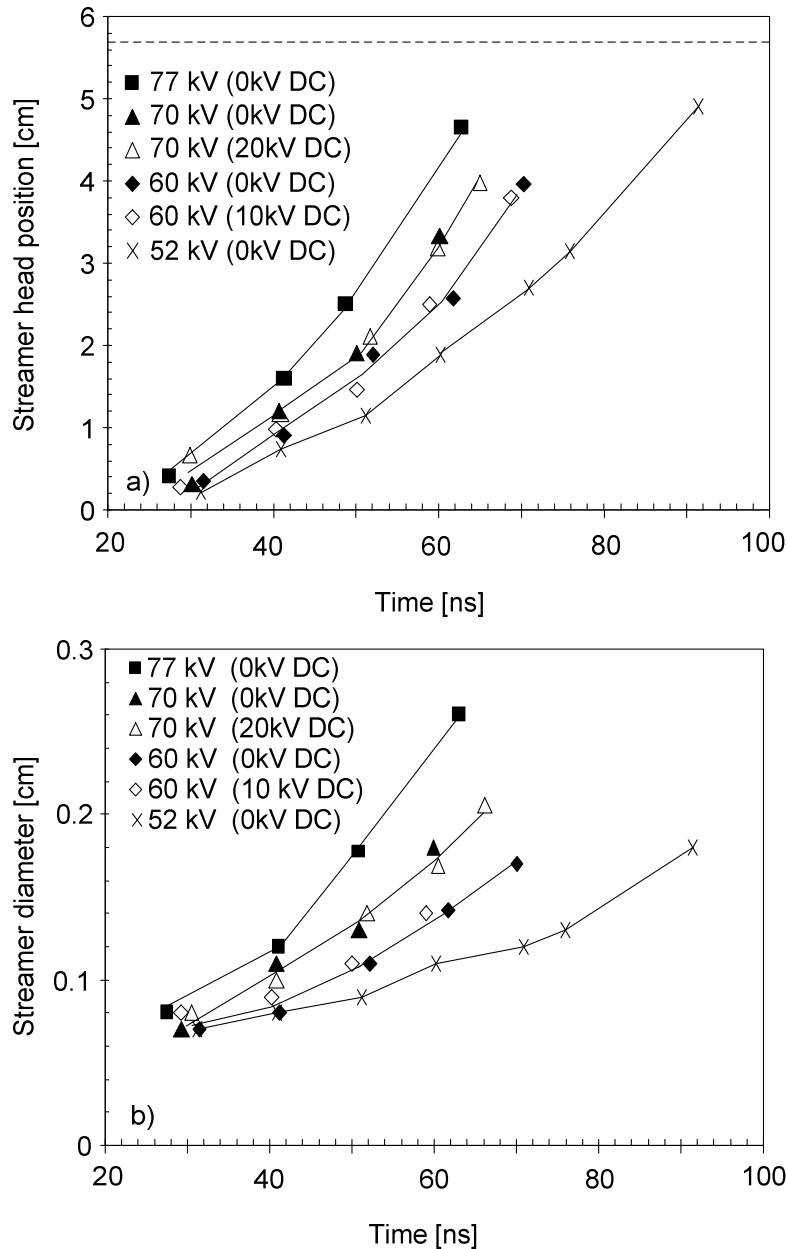 6
5
4
3
2
1
0
Streamer head position [cm]
77 kV (0kV DC)
70 kV (0kV DC)
70 kV (20kV DC)
60 kV (0kV DC)
60 kV (10kV DC)
52 kV (0kV DC)
a)
20 40 60 80 100
Time [ns]
0.3
0.2
0.1
0
Streamer diameter [cm]
77 kV (0kV DC)
70 kV (0kV DC)
70 kV (20kV DC)
60 kV (0kV DC)
60 kV (10 kV DC)
52 kV (0kV DC)
b)
20 40 60 80 100
Time [ns]